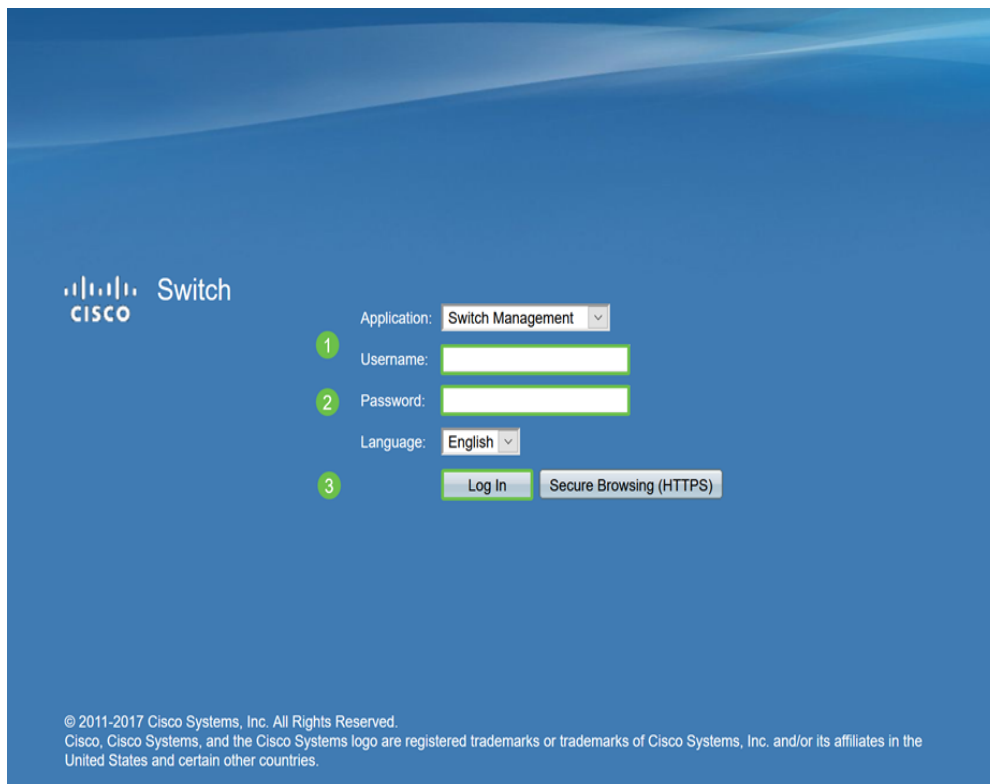 Switch
CISCO
Application: Switch Management
1
Username:
2 Password:
Language: English
3 Log In Secure Browsing (HTTPS)
© 2011-2017 Cisco Systems, Inc. All Rights Reserved.
Cisco, Cisco Systems, and the Cisco Systems logo are registered trademarks or trademarks of Cisco Systems, Inc. and/or its affiliates in the
United States and certain other countries.